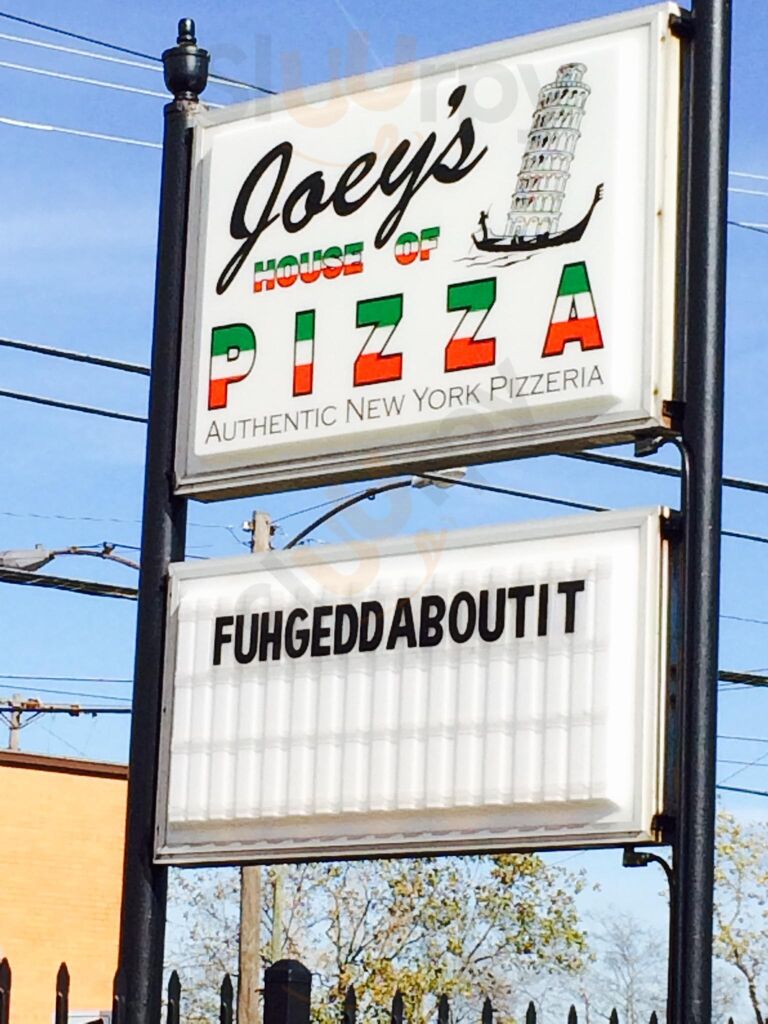 Joey's
HOUSE OF
PIZZA
AUTHENTIC NEW YORK PIZZERIA
FUHGEDDABOUTIT